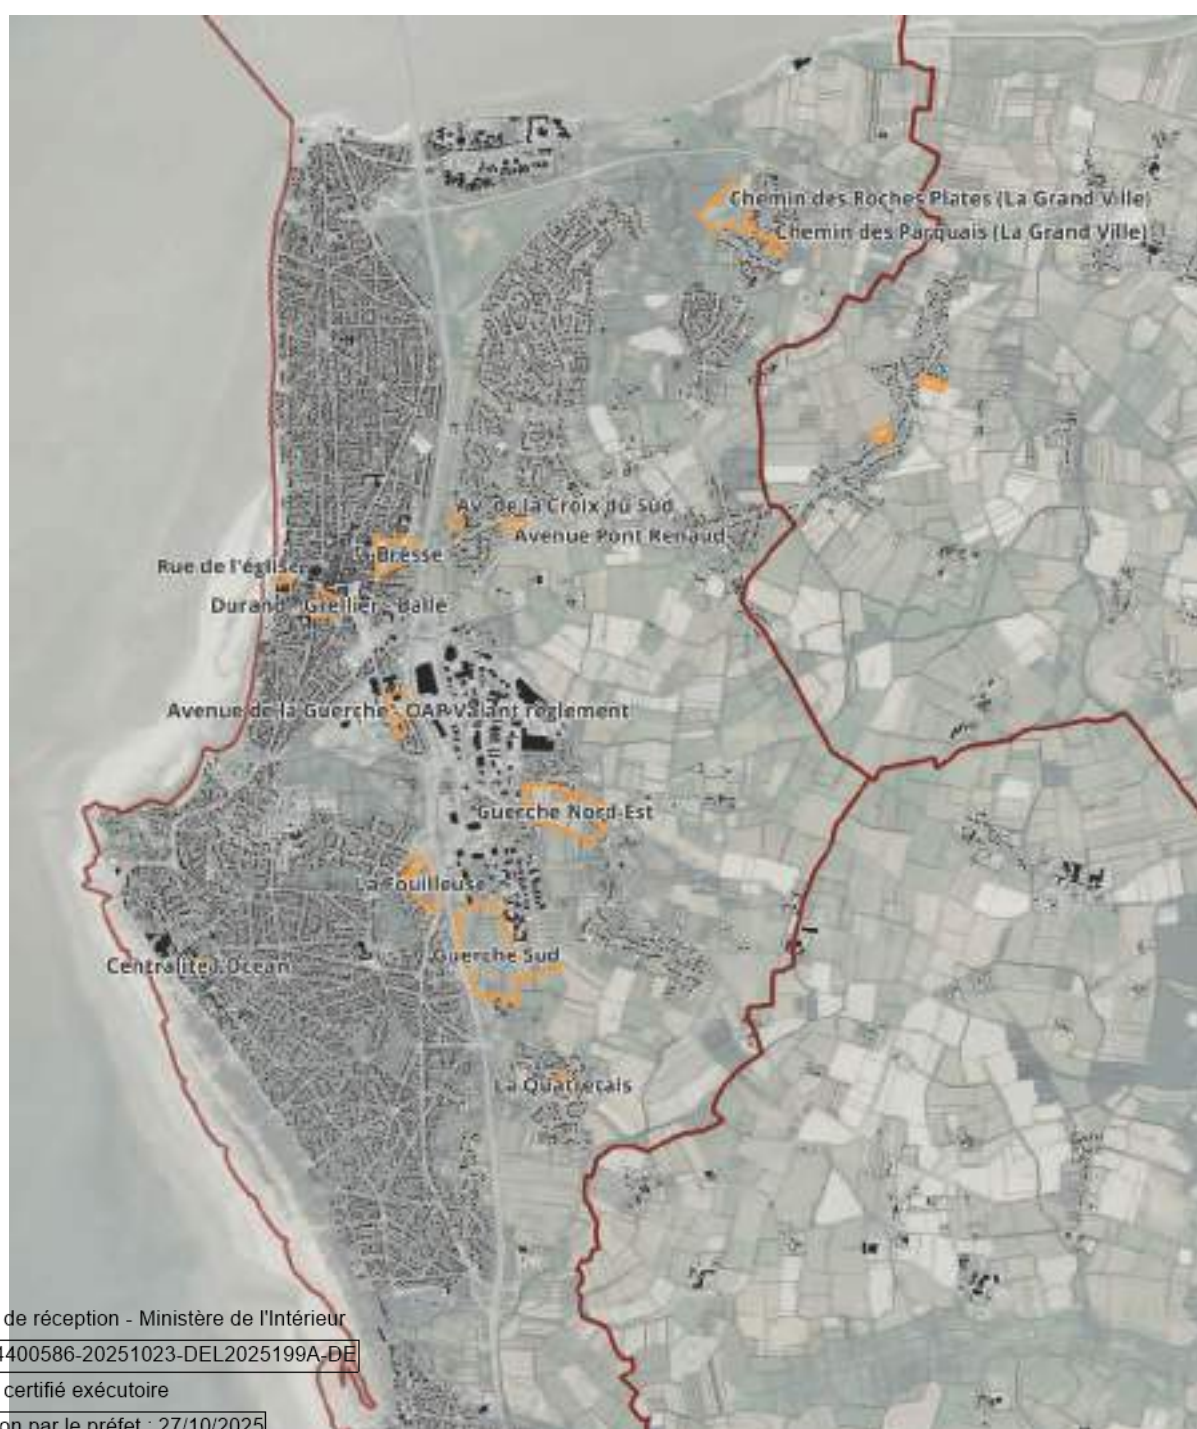 Chemin des Roches Plates (La Grand Ville)
Chemin des Parquais (La Grand Ville)
Av. de la Croix du Sud
Avenue Pont Renaud
Bresse
Rue de l'église
Durand - Grellier - Balle
Avenue de la Guerche - OAP Valant règlement
Guerche Nord-Est
La Fouilleuse
Guerche Sud
Centralité L'Océan
La Quatretais
de réception - Ministère de l'Intérieur
4400586-20251023-DEL2025199A-DE
certifié exécutoire
on par le préfet : 27/10/2025